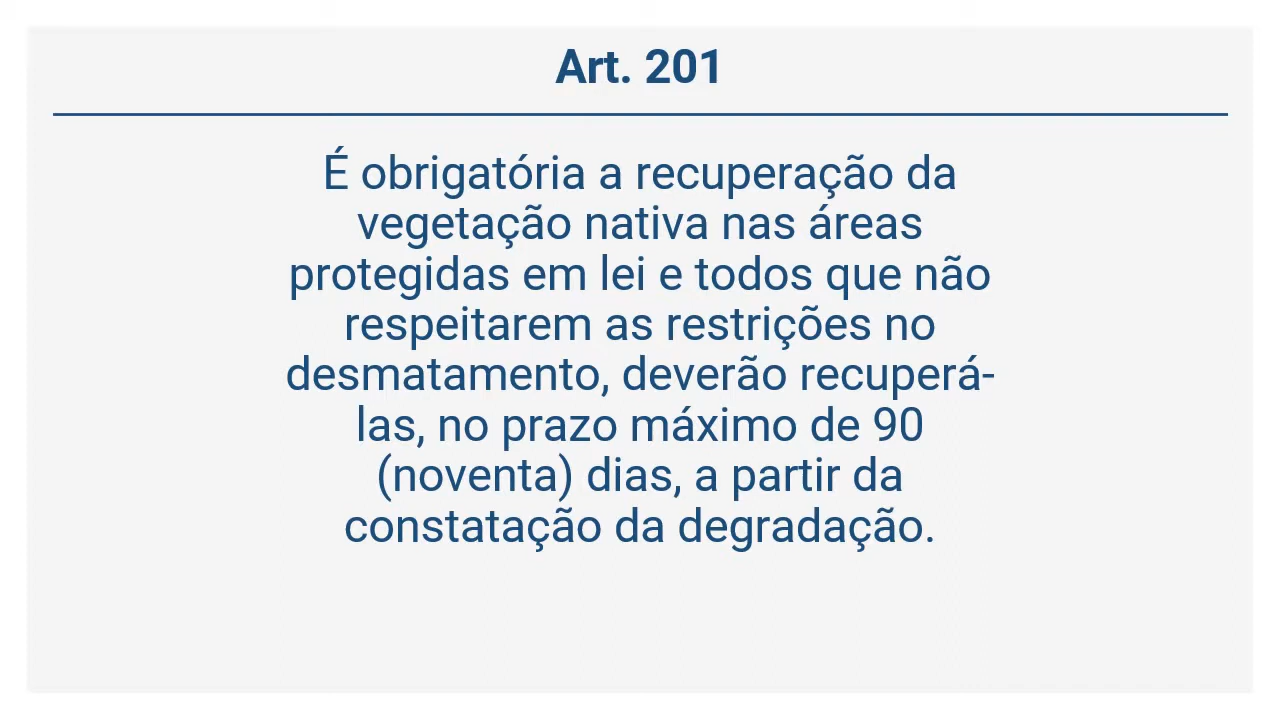 Art. 201
É obrigatória a recuperação da
vegetação nativa nas áreas
protegidas em lei e todos que não
respeitarem as restrições no
desmatamento, deverão recuperá-
las, no prazo máximo de 90
(noventa) dias, a partir da
constatação da degradação.